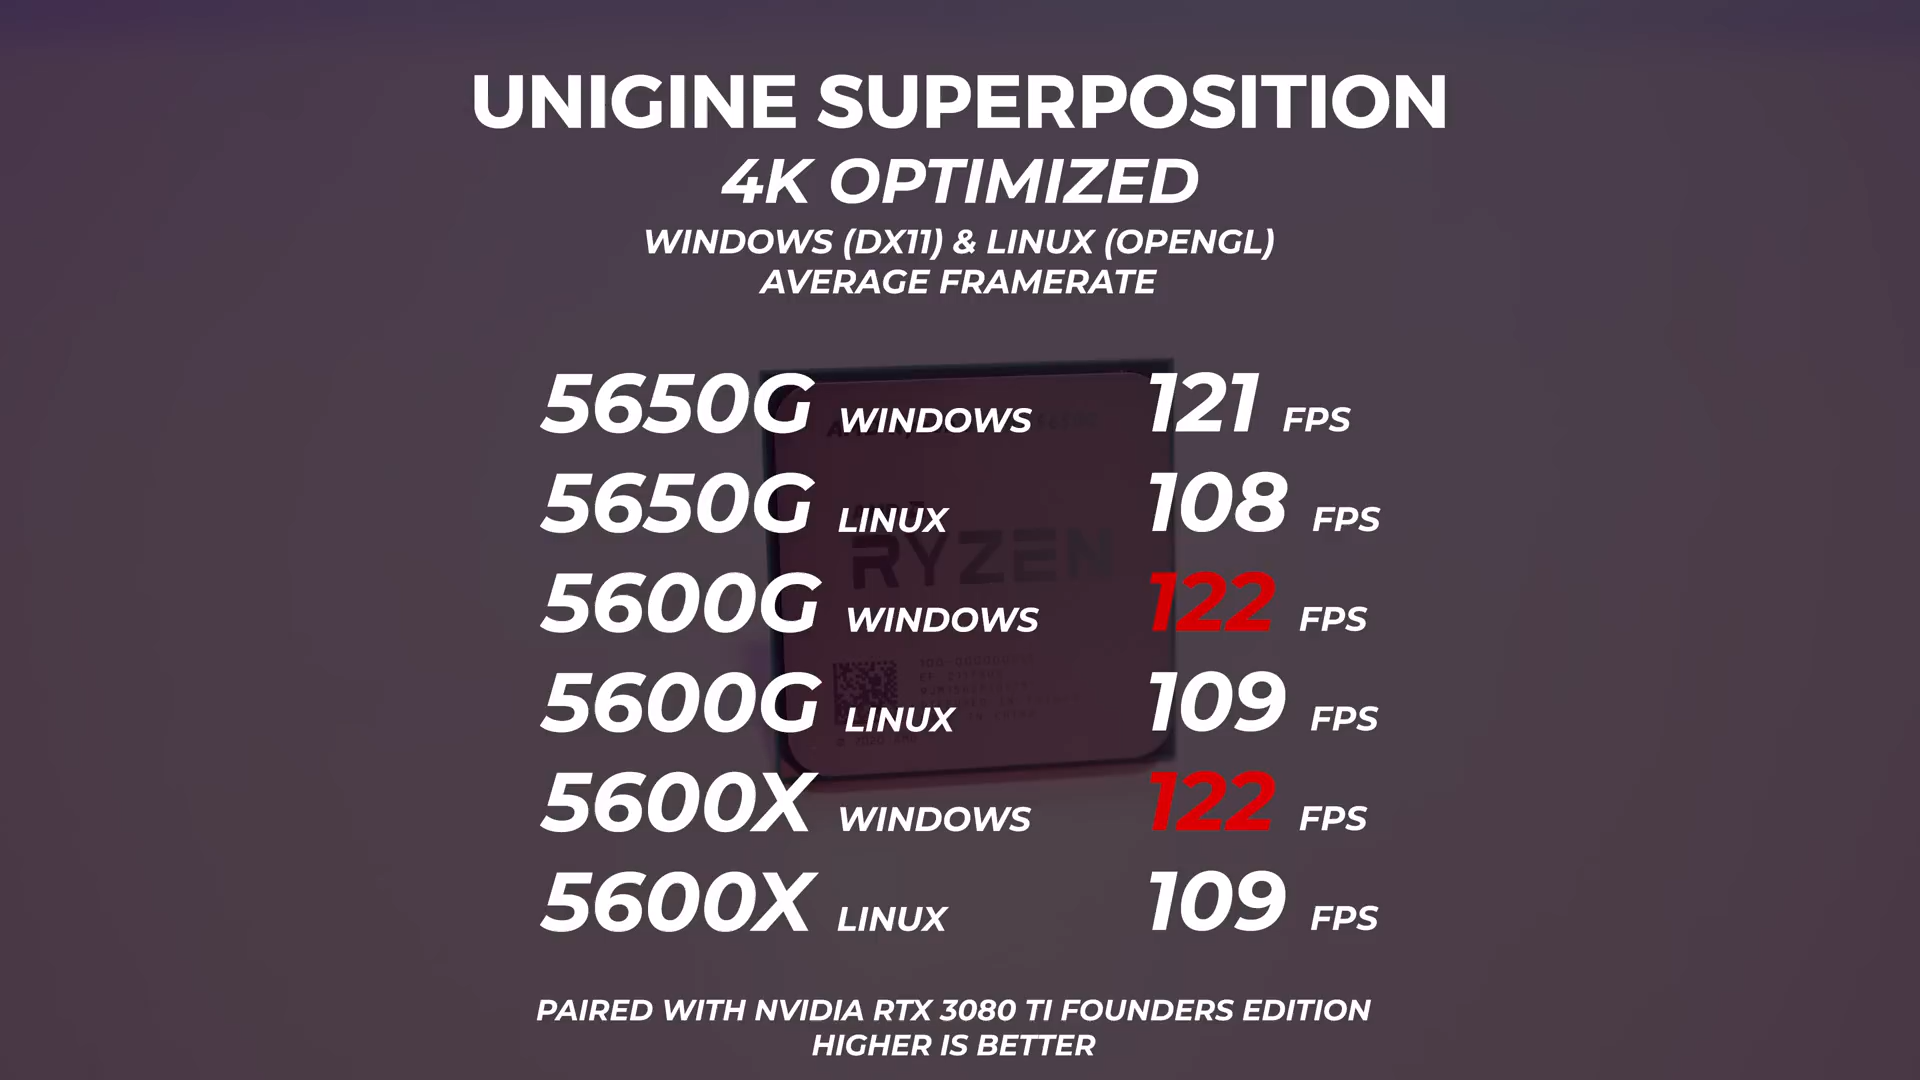 UNIGINE SUPERPOSITION
4K OPTIMIZED
WINDOWS (DX11) & LINUX (OPENGL)
AVERAGE FRAMERATE
5650G WINDOWS 121 FPS
5650G LINUX 108 FPS
RYZEN
5600G WINDOWS 122 FPS
5600G LINUX 109 FPS
5600X WINDOWS 122 FPS
5600X LINUX 109 FPS
PAIRED WITH NVIDIA RTX 3080 TI FOUNDERS EDITION
HIGHER IS BETTER